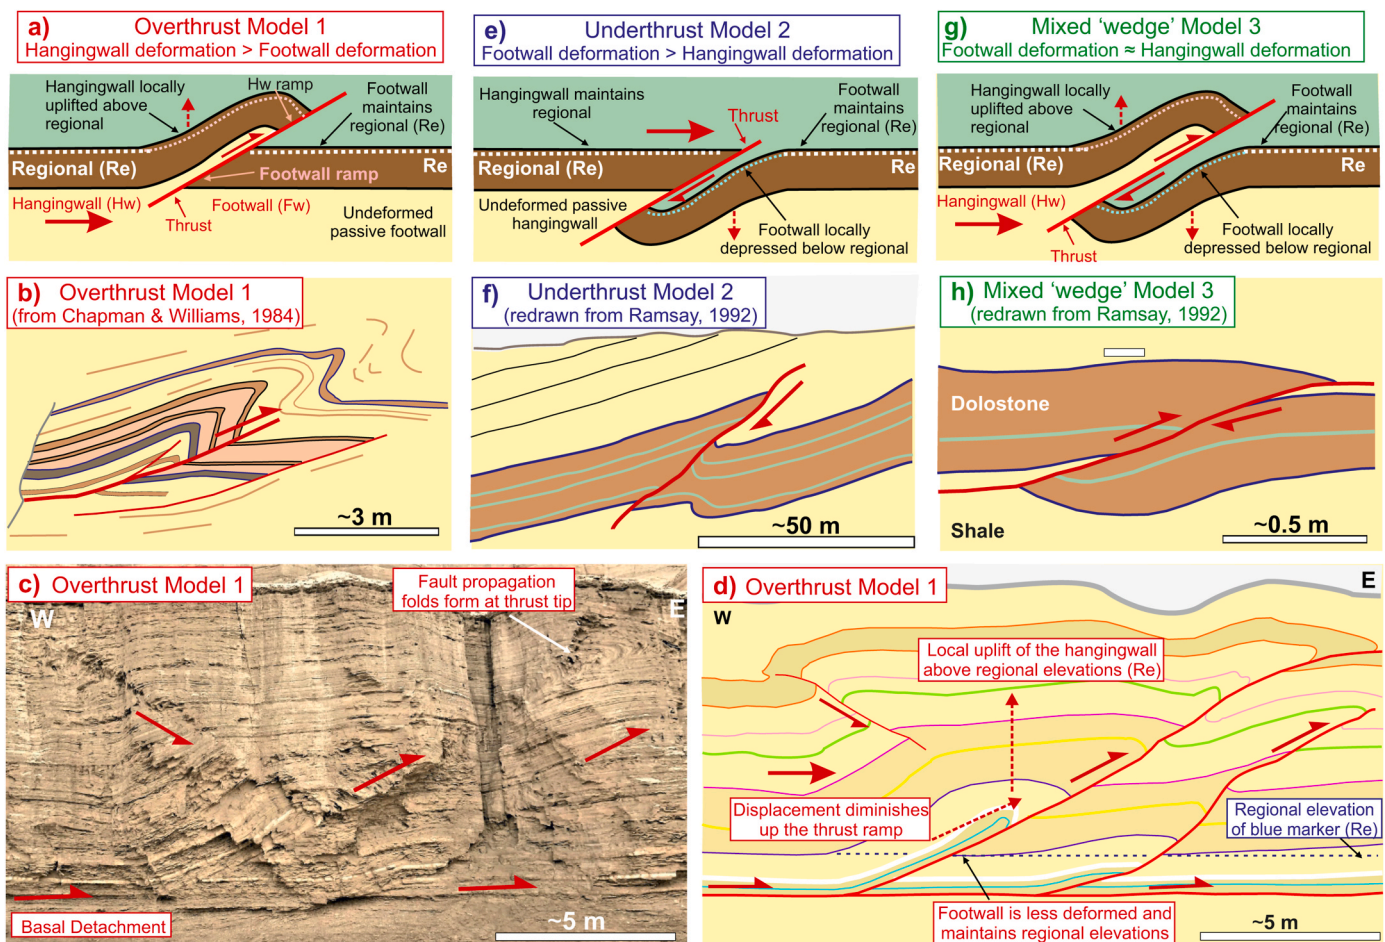 a) Overthrust Model 1
Hangingwall deformation > Footwall deformation
Hangingwall locally
uplifted above
regional
Hw ramp
Footwall
maintains
regional (Re)
Regional (Re)
Re
Footwall ramp
Hangingwall (Hw)
Thrust
Footwall (Fw)
Undeformed
passive footwall
e) Underthrust Model 2
Footwall deformation > Hangingwall deformation
Hangingwall maintains
regional
Thrust
Footwall
maintains
regional (Re)
Regional (Re)
Re
Undeformed passive
hangingwall
Footwall locally
depressed below regional
g) Mixed ‘wedge’ Model 3
Footwall deformation ≈ Hangingwall deformation
Hangingwall locally
uplifted above
regional
Footwall
maintains
regional (Re)
Regional (Re)
Re
Hangingwall (Hw)
Thrust
Footwall locally
depressed below regional
b) Overthrust Model 1
(from Chapman & Williams, 1984)
~3 m
f) Underthrust Model 2
(redrawn from Ramsay, 1992)
~50 m
h) Mixed ‘wedge’ Model 3
(redrawn from Ramsay, 1992)
Dolostone
Shale
~0.5 m
c) Overthrust Model 1
W
Fault propagation
folds form at thrust tip
E
Basal Detachment
~5 m
d) Overthrust Model 1
W
E
Local uplift of the hangingwall
above regional elevations (Re)
Displacement diminishes
up the thrust ramp
Regional elevation
of blue marker (Re)
Footwall is less deformed and
maintains regional elevations
~5 m